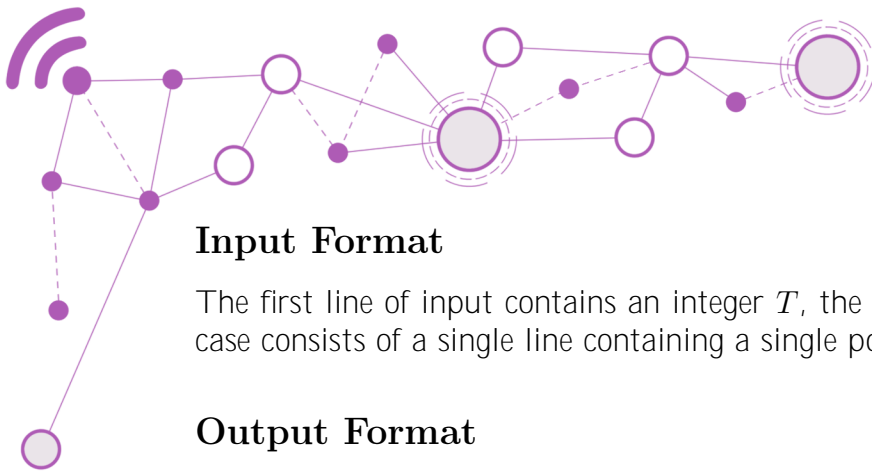 Input Format
The first line of input contains an integer T, the
case consists of a single line containing a single
Output Format